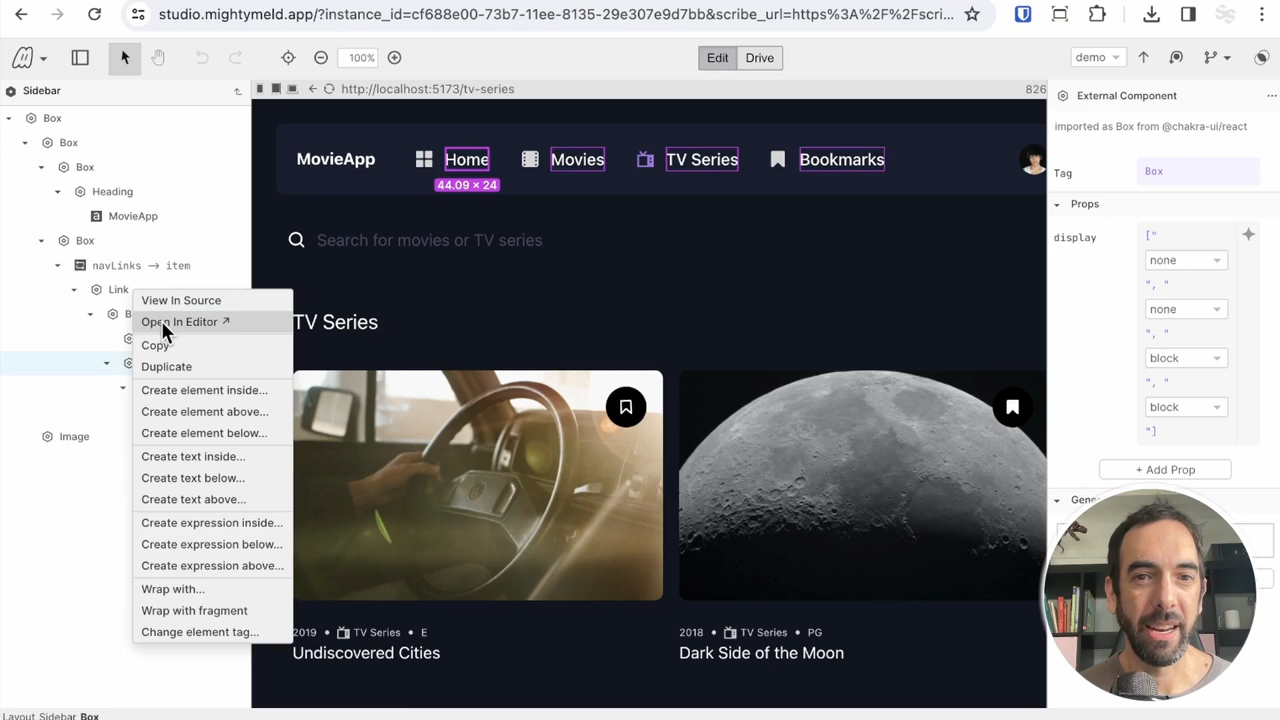 studio.mightymeld.app/?instance_id=cf688e00-73b7-11ee-8135-29e307e9d7bb&scribe_url=https%3A%2F%2Fscri...
100%
Edit
Drive
demo
Sidebar
http://localhost:5173/tv-series
826
External Component
imported as Box from @chakra-ui/react
Box
Box
Box
Heading
MovieApp
Box
navLinks → item
Link
B
Image
View In Source
Open In Editor ↗
Copy
Duplicate
Create element inside...
Create element above...
Create element below...
Create text inside...
Create text below...
Create text above...
Create expression inside...
Create expression below...
Create expression above...
Wrap with...
Wrap with fragment
Change element tag...
MovieApp
Home
Movies
TV Series
Bookmarks
44.09 × 24
Search for movies or TV series
TV Series
2019 • TV Series • E
Undiscovered Cities
2018 • TV Series • PG
Dark Side of the Moon
Tag
Box
Props
display
["
none
", "
none
", "
block
", "
block
"]
+ Add Prop
Gene
Layout Sidebar Box